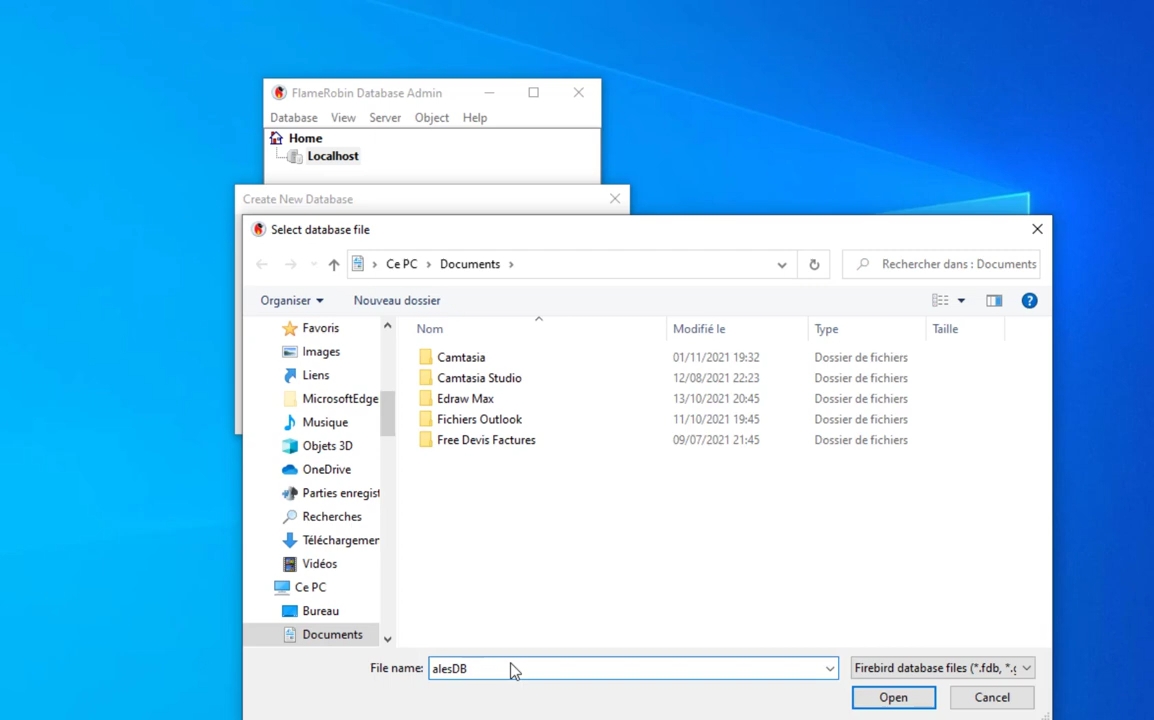 FlameRobin Database Admin
Database View Server Object Help
Home
Localhost
Create New Database
Select database file
Ce PC Documents
Rechercher dans : Documents
Organiser Nouveau dossier
Nom Modifié le Type Taille
Favoris
Images
Liens
MicrosoftEdge
Musique
Objets 3D
OneDrive
Parties enregist
Recherches
Téléchargemer
Vidéos
Ce PC
Bureau
Documents
Camtasia 01/11/2021 19:32 Dossier de fichiers
Camtasia Studio 12/08/2021 22:23 Dossier de fichiers
Edraw Max 13/10/2021 20:45 Dossier de fichiers
Fichiers Outlook 11/10/2021 19:45 Dossier de fichiers
Free Devis Factures 09/07/2021 21:45 Dossier de fichiers
File name: alesDB Firebird database files (*.fdb, *.g
Open Cancel